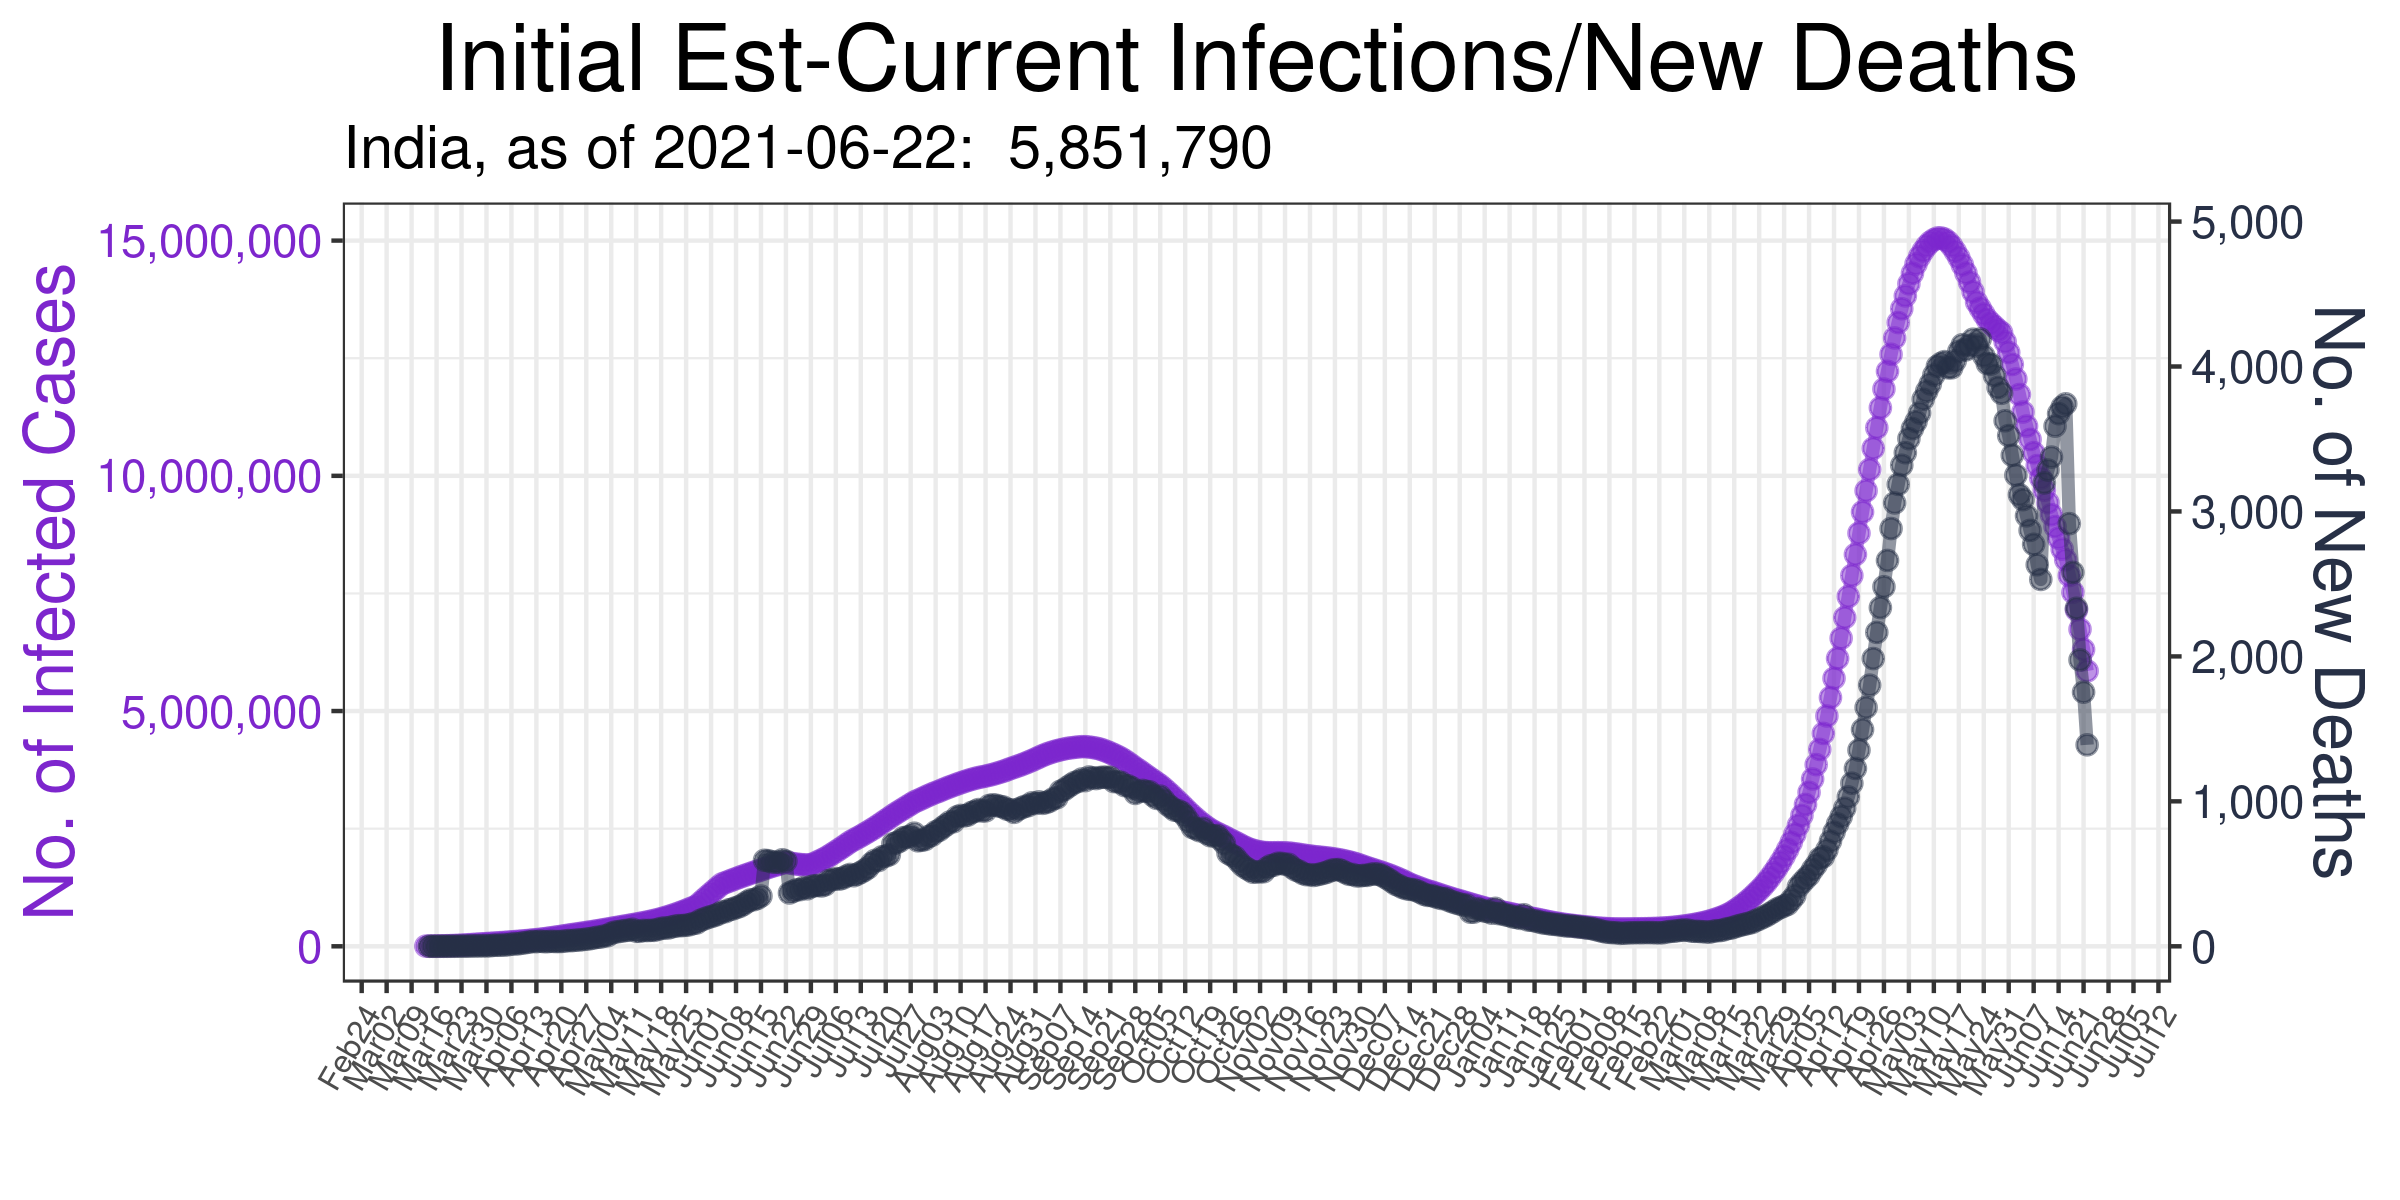 Initial Est-Current Infections/New Deaths
India, as of 2021-06-22:  5,851,790
No. of Infected Cases
15,000,000
10,000,000
5,000,000
0
5,000
4,000
3,000
2,000
1,000
0
No. of New Deaths
Feb24
Mar02
Mar09
Mar16
Mar23
Mar30
Apr06
Apr13
Apr20
Apr27
May04
May11
May18
May25
Jun01
Jun08
Jun15
Jun22
Jun29
Jul06
Jul13
Jul20
Jul27
Aug03
Aug10
Aug17
Aug24
Aug31
Sep07
Sep14
Sep21
Sep28
Oct05
Oct12
Oct19
Oct26
Nov02
Nov09
Nov16
Nov23
Nov30
Dec07
Dec14
Dec21
Dec28
Jan04
Jan11
Jan18
Jan25
Feb01
Feb08
Feb15
Feb22
Mar01
Mar08
Mar15
Mar22
Mar29
Apr05
Apr12
Apr19
Apr26
May03
May10
May17
May24
May31
Jun07
Jun14
Jun21
Jun28
Jul05
Jul12